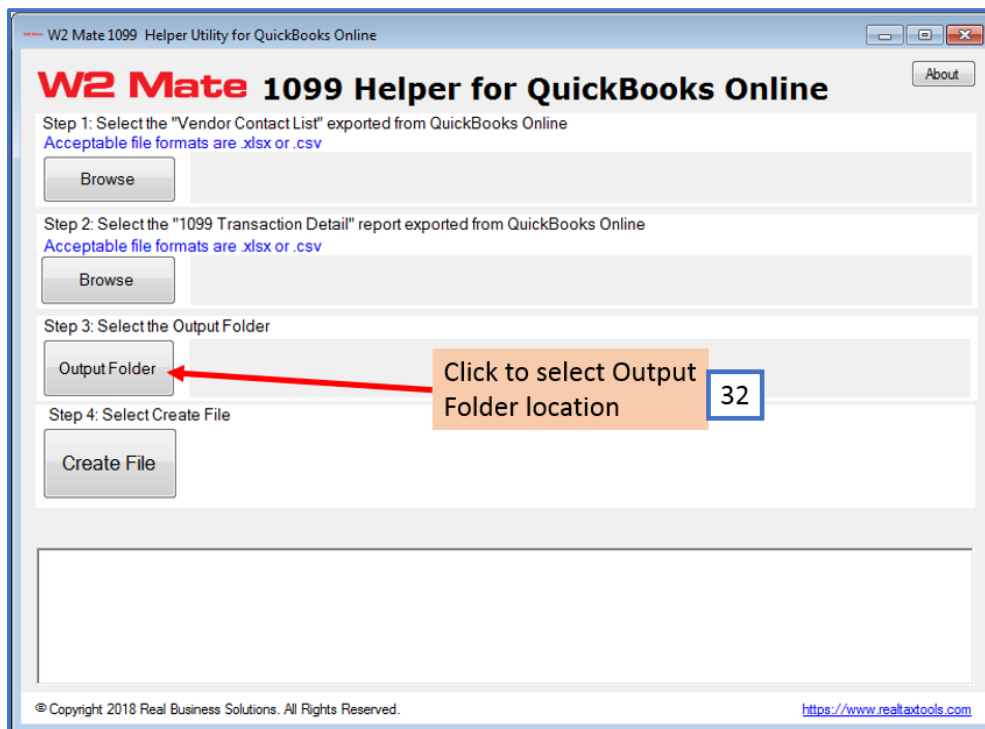 W2 Mate 1099 Helper Utility for QuickBooks Online
About
W2 Mate 1099 Helper for QuickBooks Online
Step 1: Select the "Vendor Contact List" exported from QuickBooks Online
Acceptable file formats are .xlsx or .csv
Browse
Step 2: Select the "1099 Transaction Detail" report exported from QuickBooks Online
Acceptable file formats are .xlsx or .csv
Browse
Step 3: Select the Output Folder
Output Folder
Click to select Output
Folder location
32
Step 4: Select Create File
Create File
© Copyright 2018 Real Business Solutions. All Rights Reserved.
https://www.realtaxtools.com